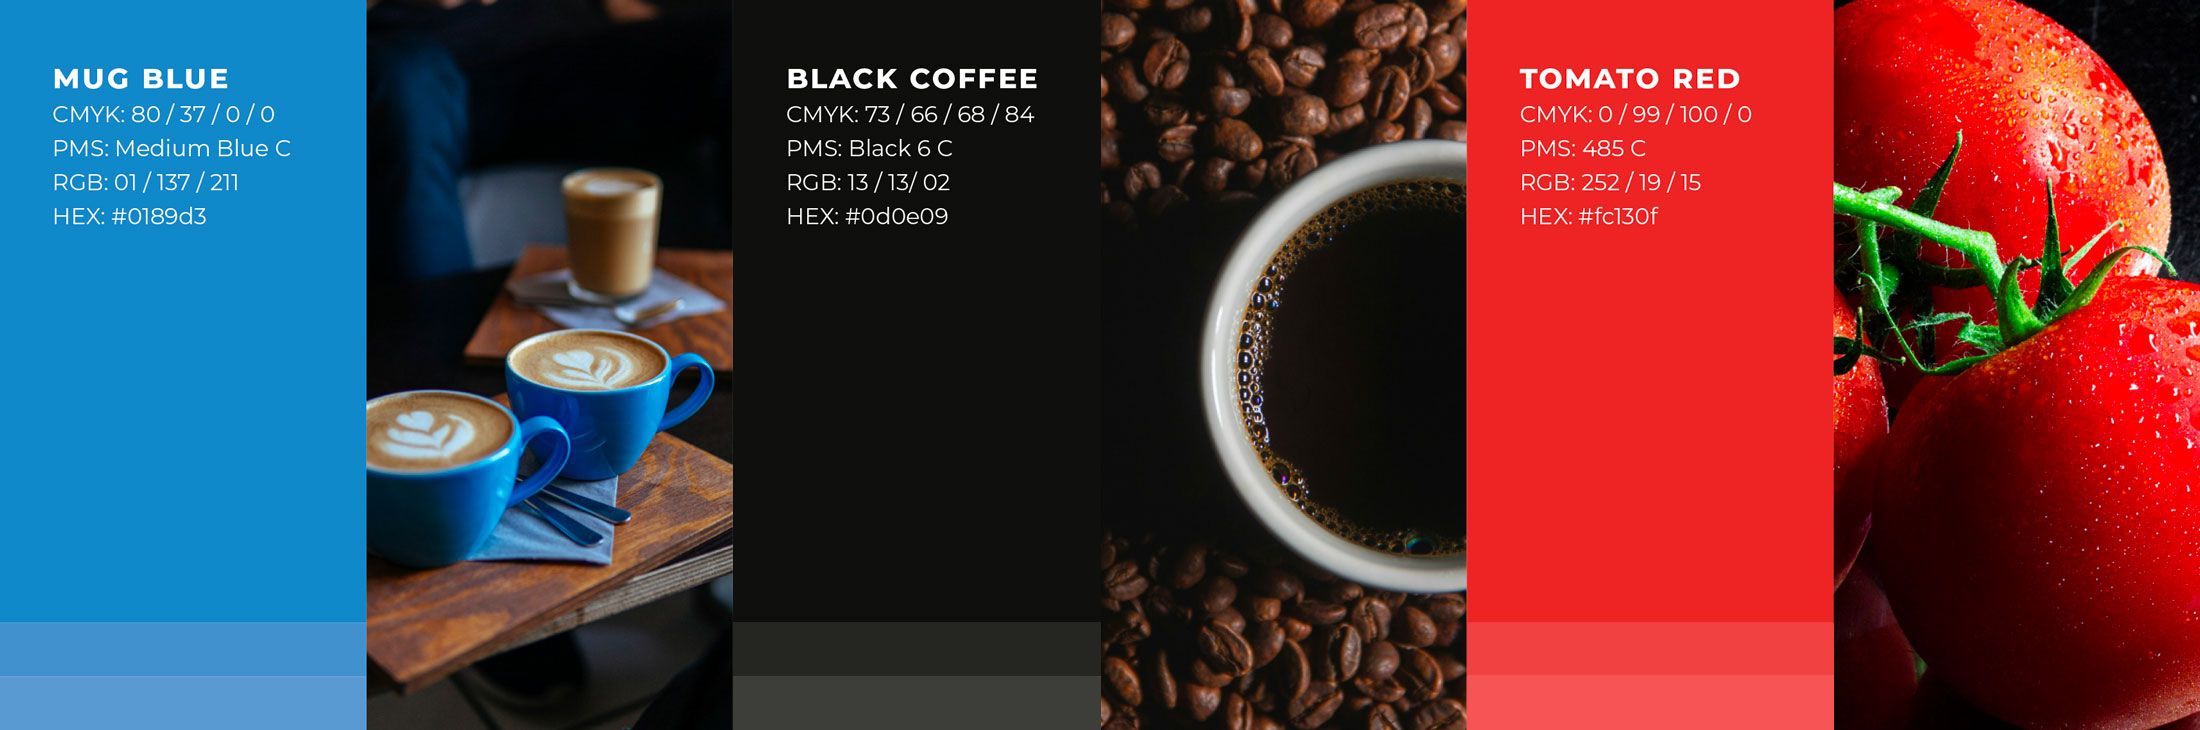 MUG BLUE
CMYK: 80 / 37 / 0 / 0
PMS: Medium Blue C
RGB: 01 / 137 / 211
HEX: #0189d3
BLACK COFFEE
CMYK: 73 / 66 / 68 / 84
PMS: Black 6 C
RGB: 13 / 13/ 02
HEX: #0d0e09
TOMATO RED
CMYK: 0 / 99 / 100 / 0
PMS: 485 C
RGB: 252 / 19 / 15
HEX: #fc130f